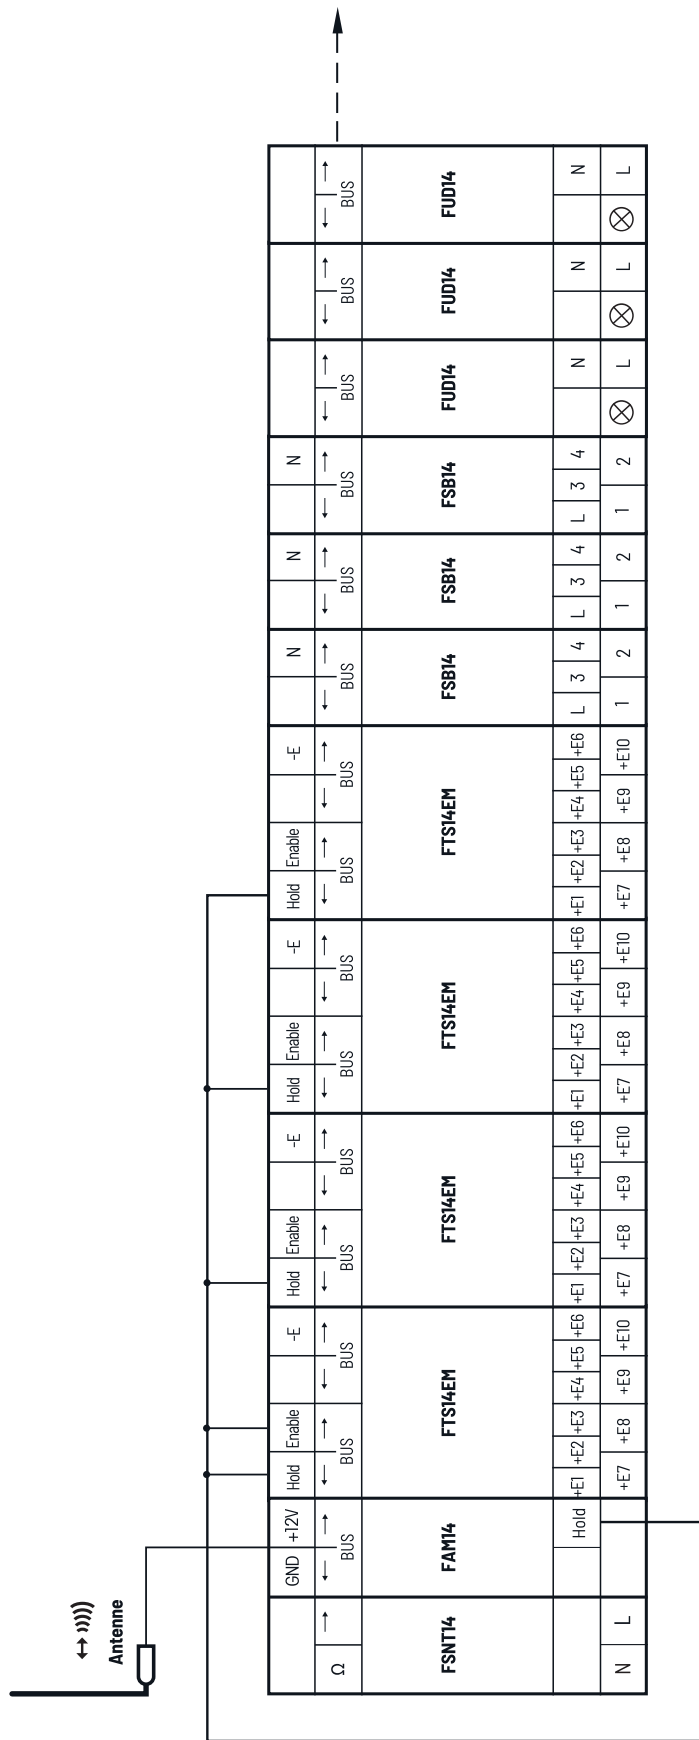 N L
BUS FUD14
N L
BUS FUD14
N L
BUS FUD14
N 4 2
BUS FSB14 3
L 1
N 4 2
BUS FSB14 3
L 1
N 4 2
BUS FSB14 3
L 1
-E +E6 +E10
BUS +E5
+E4 +E9
FTS14EM
Enable +E3 +E8
BUS +E2
Hold +E1 +E7
-E +E6 +E10
BUS +E5
+E4 +E9
FTS14EM
Enable +E3 +E8
BUS +E2
Hold +E1 +E7
-E +E6 +E10
BUS +E5
+E4 +E9
FTS14EM
Enable +E3 +E8
BUS +E2
Hold +E1 +E7
-E +E6 +E10
BUS +E5
+E4 +E9
FTS14EM
Enable +E3 +E8
BUS +E2
Hold +E1 +E7
+12V Hold
BUS FAM14
GND
Antenne
L
FSNT14
Ω N